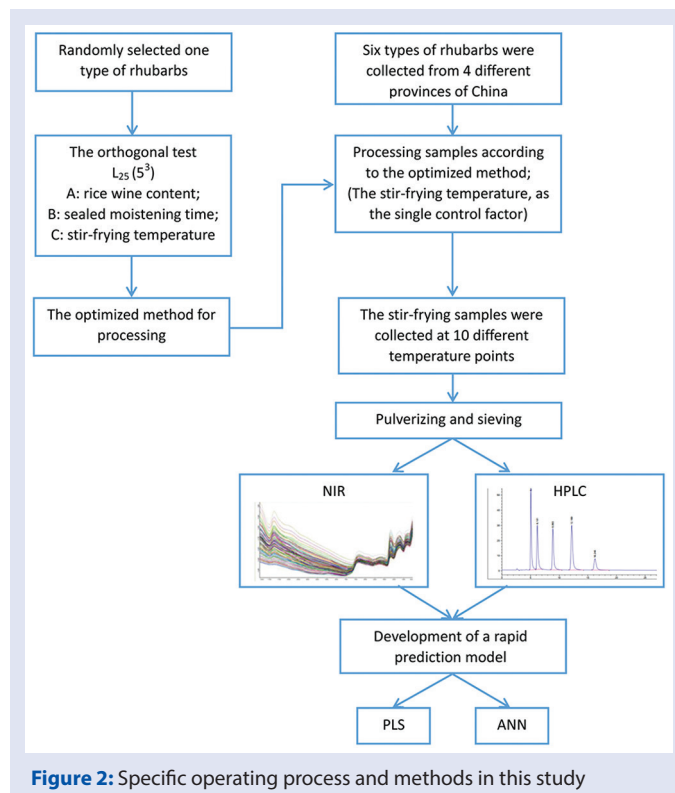 Randomly selected one
type of rhubarbs
The orthogonal test
L₂₅ (5³)
A: rice wine content;
B: sealed moistening time;
C: stir-frying temperature
The optimized method for
processing
Six types of rhubarbs were
collected from 4 different
provinces of China
Processing samples according
to the optimized method;
(The stir-frying temperature, as
the single control factor)
The stir-frying samples were
collected at 10 different
temperature points
Pulverizing and sieving
NIR
HPLC
Development of a rapid
prediction model
PLS
ANN
Figure 2: Specific operating process and methods in this study